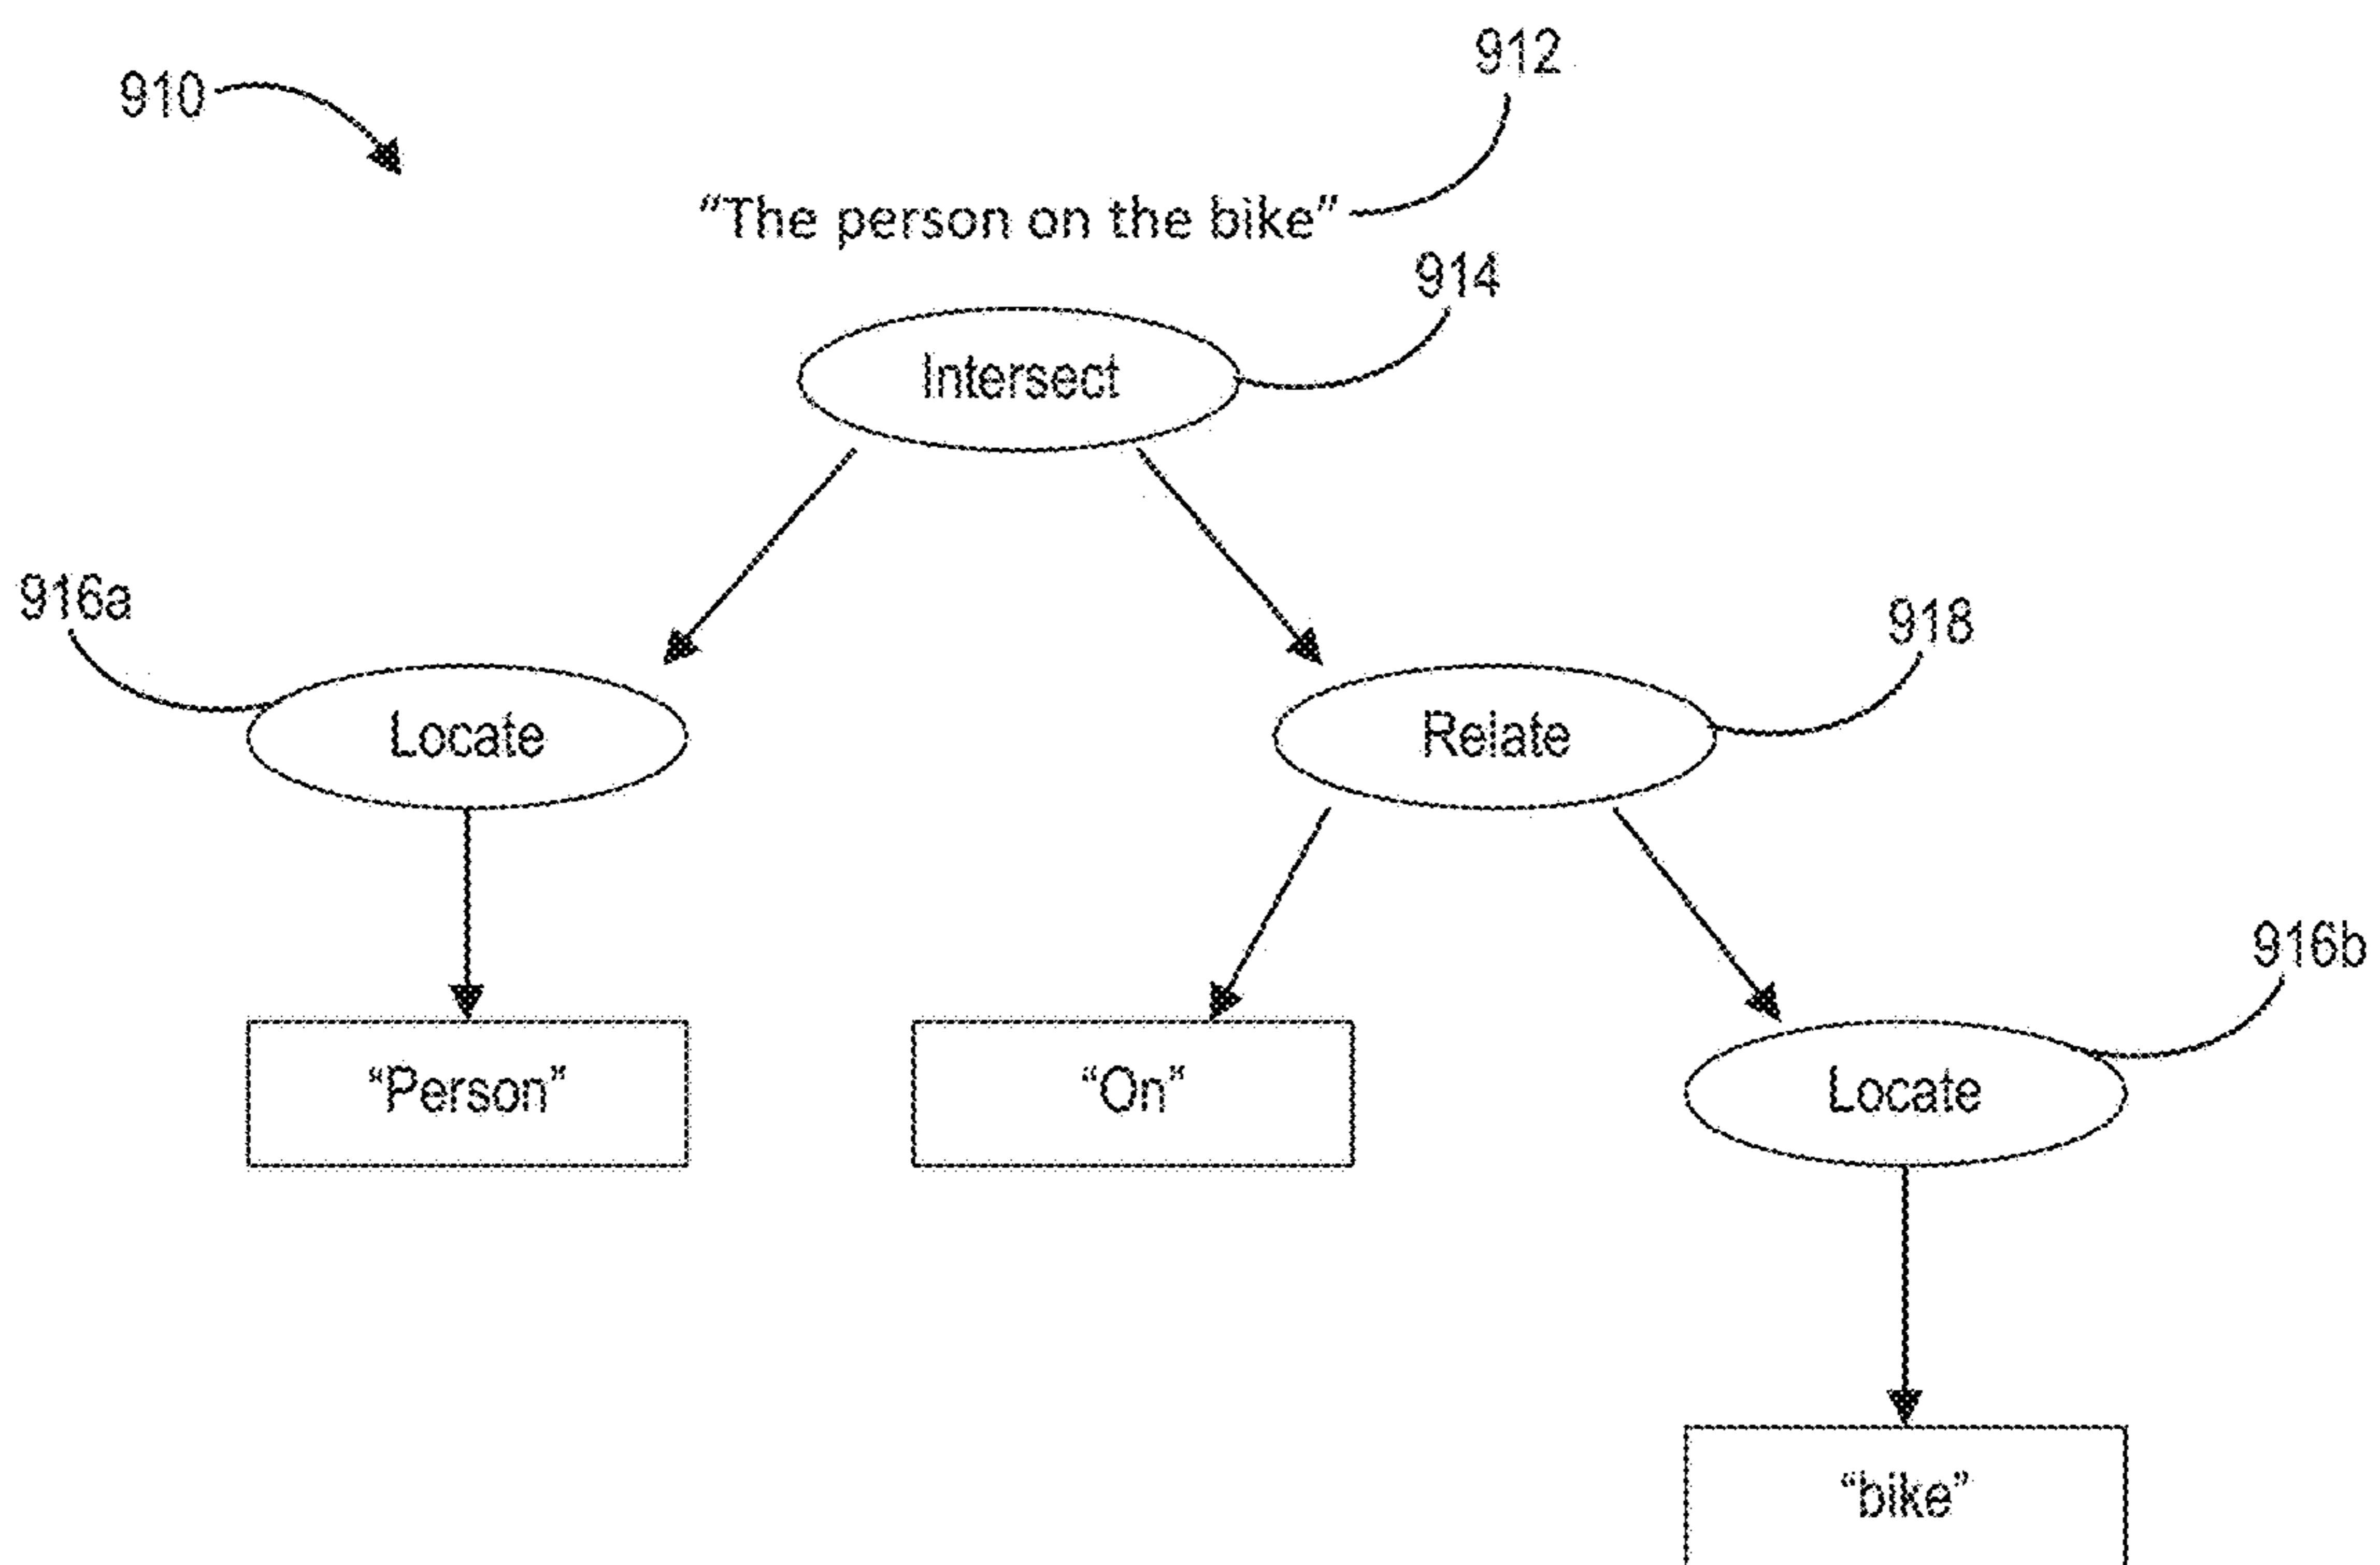 912
910
“The person on the bike”
914
Intersect
916a
918
Locate
Relate
916b
“Person”
“On”
Locate
“bike”